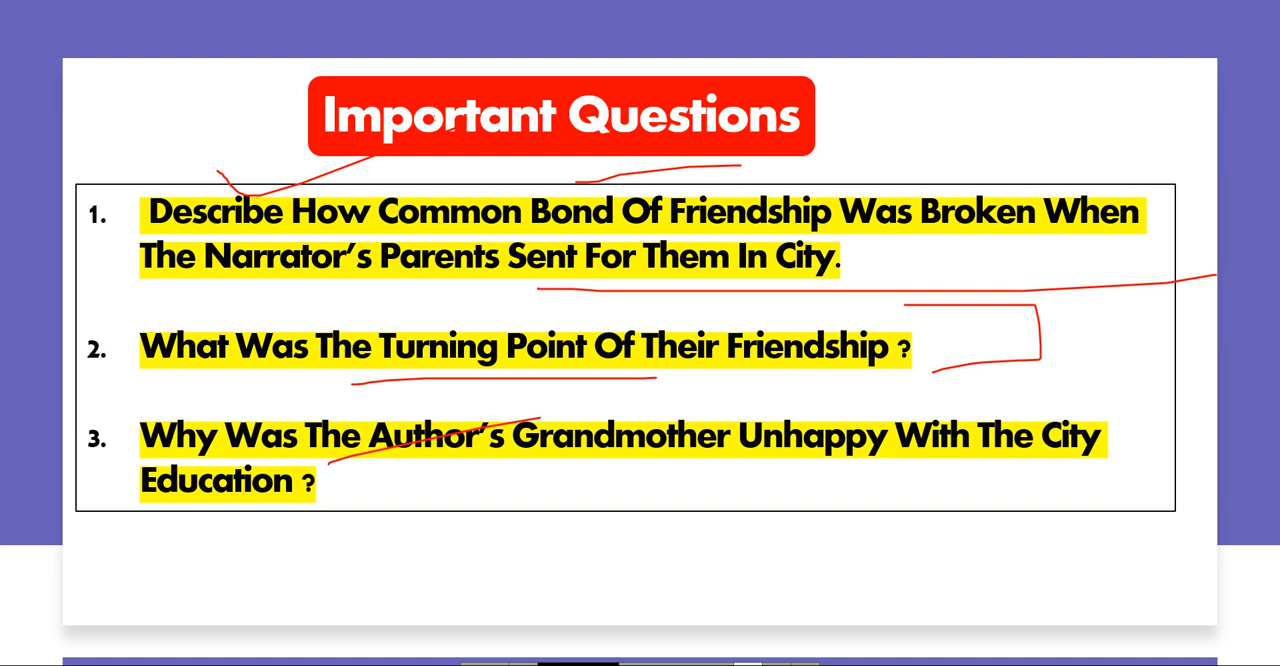 Important Questions
1. Describe How Common Bond Of Friendship Was Broken When
The Narrator's Parents Sent For Them In City.
2. What Was The Turning Point Of Their Friendship ?
3. Why Was The Author's Grandmother Unhappy With The City
Education ?